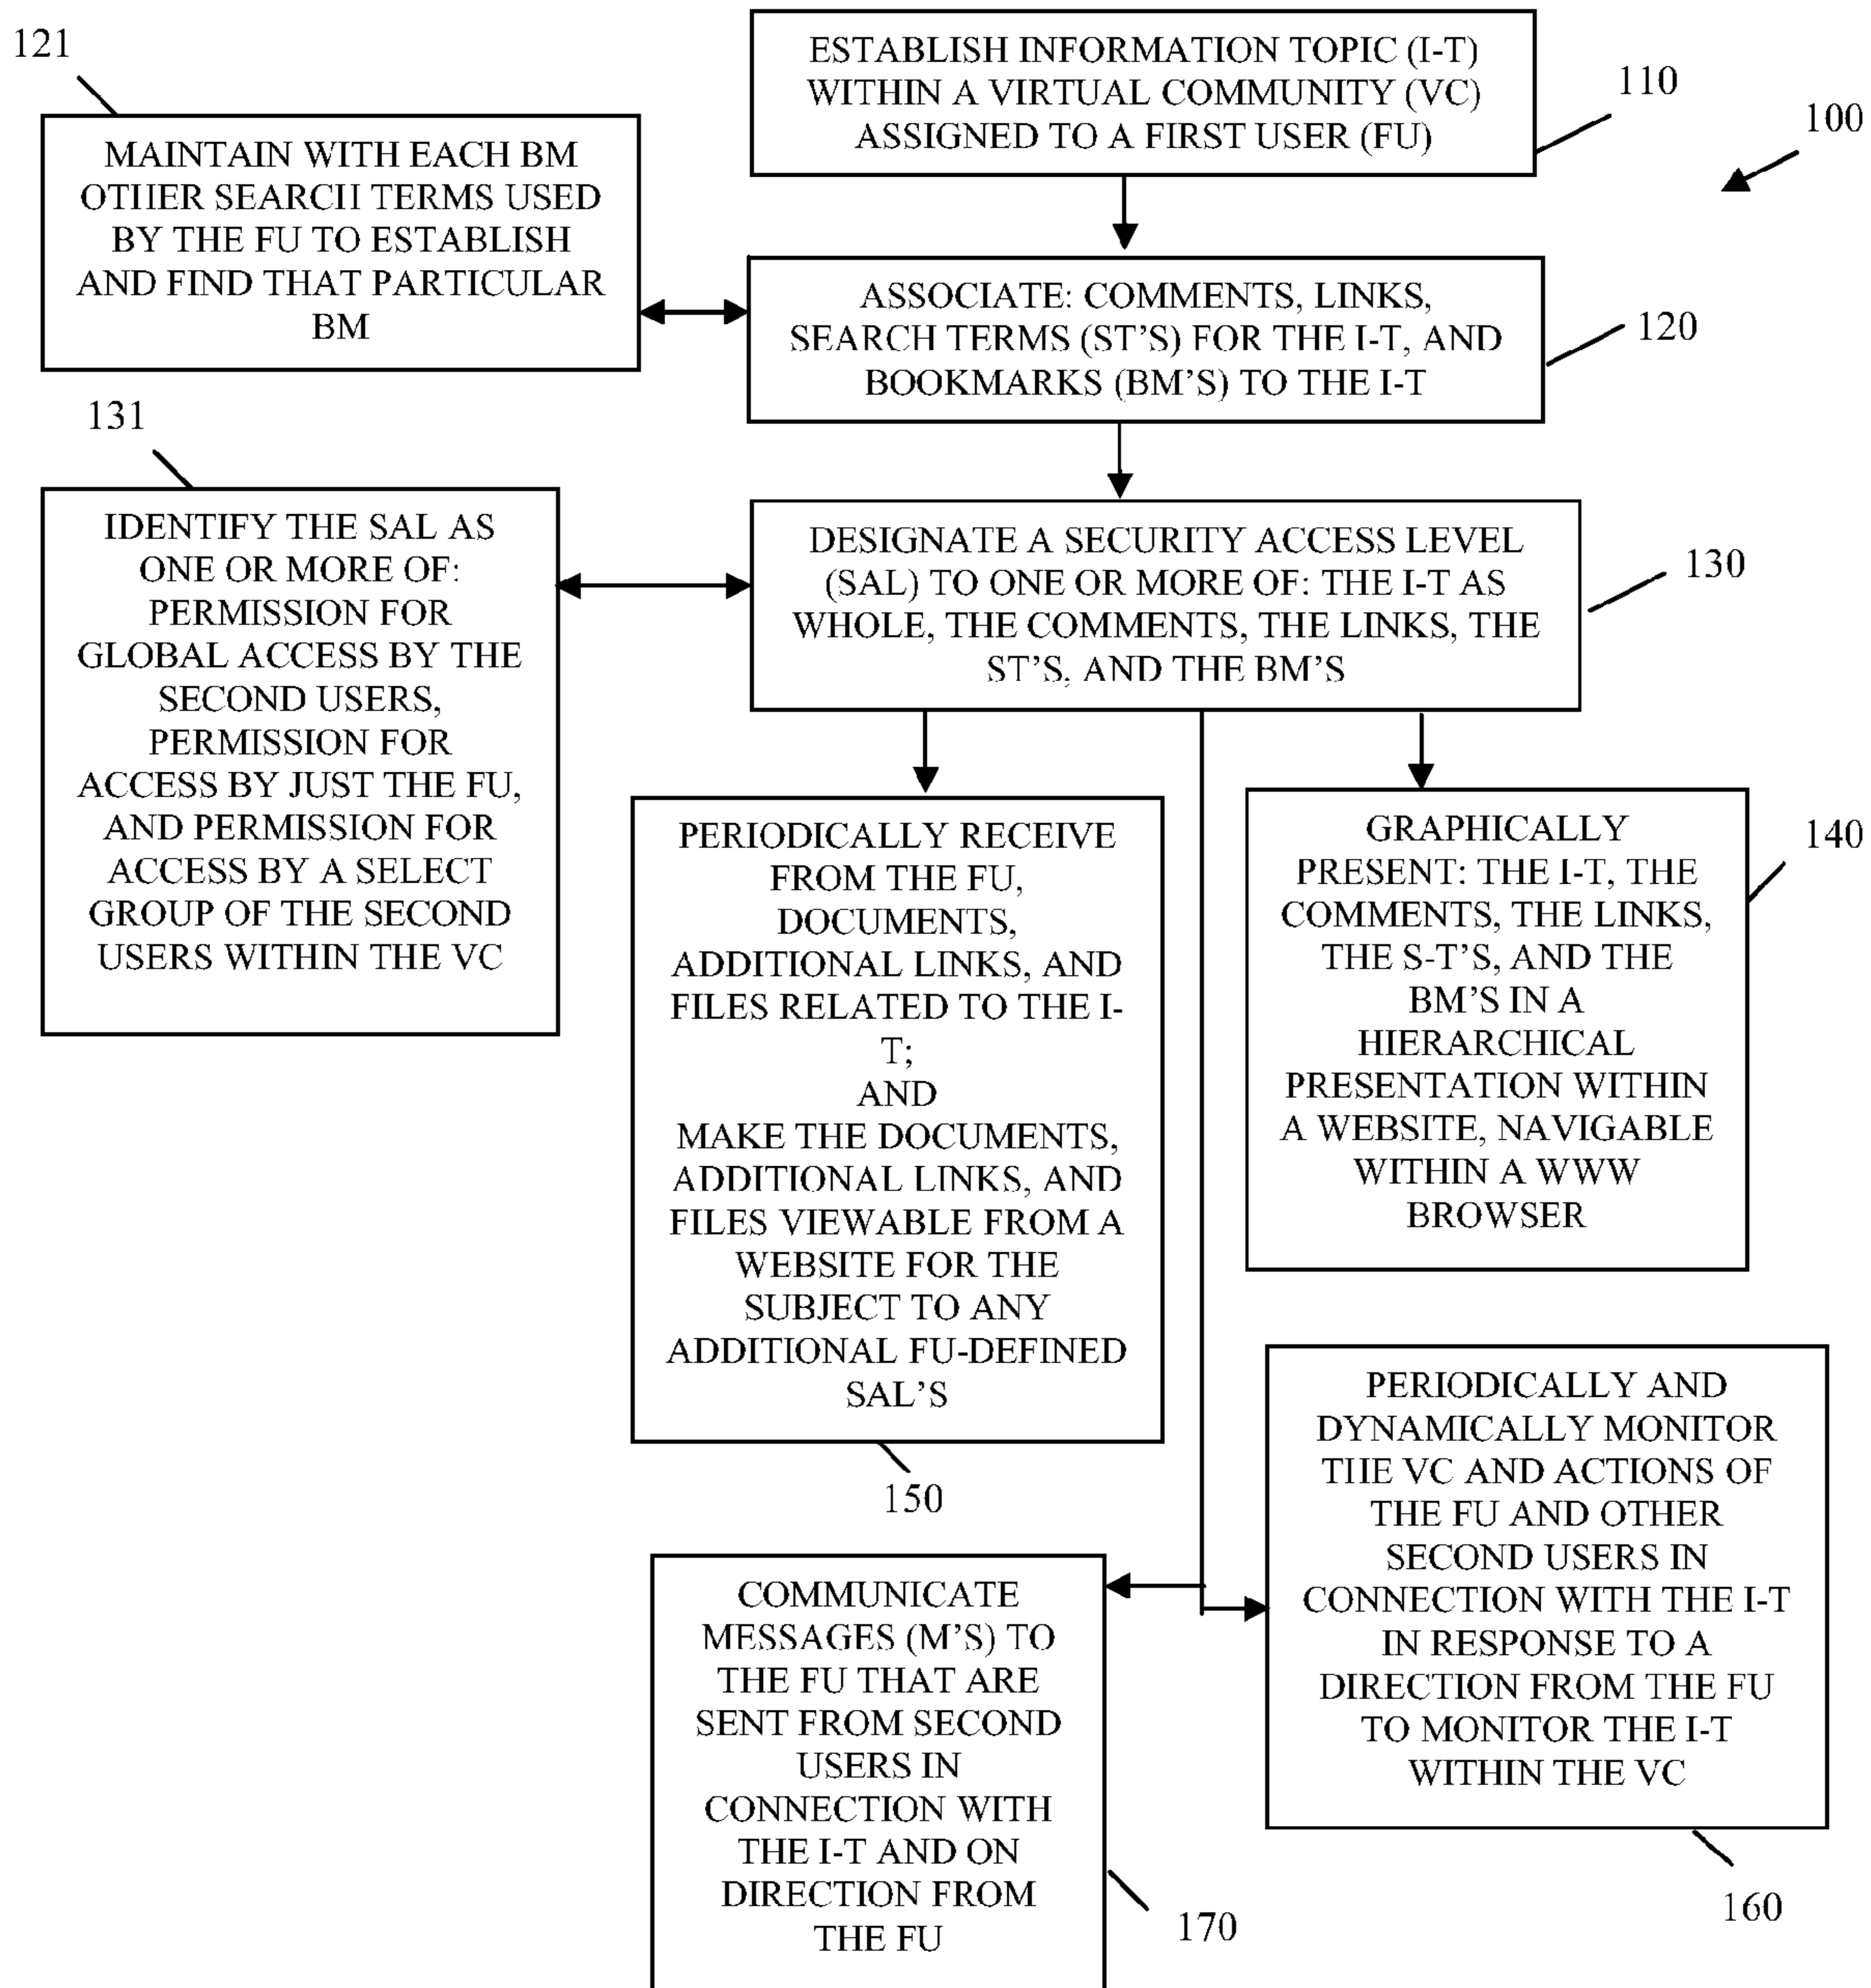 ESTABLISH INFORMATION TOPIC (I-T)
WITHIN A VIRTUAL COMMUNITY (VC)
ASSIGNED TO A FIRST USER (FU)
110
100
121
MAINTAIN WITH EACH BM
OTHER SEARCH TERMS USED
BY THE FU TO ESTABLISH
AND FIND THAT PARTICULAR
BM
ASSOCIATE: COMMENTS, LINKS,
SEARCH TERMS (ST'S) FOR THE I-T, AND
BOOKMARKS (BM'S) TO THE I-T
120
131
IDENTIFY THE SAL AS
ONE OR MORE OF:
PERMISSION FOR
GLOBAL ACCESS BY THE
SECOND USERS,
PERMISSION FOR
ACCESS BY JUST THE FU,
AND PERMISSION FOR
ACCESS BY A SELECT
GROUP OF THE SECOND
USERS WITHIN THE VC
DESIGNATE A SECURITY ACCESS LEVEL
(SAL) TO ONE OR MORE OF: THE I-T AS
WHOLE, THE COMMENTS, THE LINKS, THE
ST'S, AND THE BM'S
130
PERIODICALLY RECEIVE
FROM THE FU,
DOCUMENTS,
ADDITIONAL LINKS, AND
FILES RELATED TO THE I-
T;
AND
MAKE THE DOCUMENTS,
ADDITIONAL LINKS, AND
FILES VIEWABLE FROM A
WEBSITE FOR THE
SUBJECT TO ANY
ADDITIONAL FU-DEFINED
SAL'S
150
GRAPHICALLY
PRESENT: THE I-T, THE
COMMENTS, THE LINKS,
THE S-T'S, AND THE
BM'S IN A
HIERARCHICAL
PRESENTATION WITHIN
A WEBSITE, NAVIGABLE
WITHIN A WWW
BROWSER
140
PERIODICALLY AND
DYNAMICALLY MONITOR
THE VC AND ACTIONS OF
THE FU AND OTHER
SECOND USERS IN
CONNECTION WITH THE I-T
IN RESPONSE TO A
DIRECTION FROM THE FU
TO MONITOR THE I-T
WITHIN THE VC
160
COMMUNICATE
MESSAGES (M'S) TO
THE FU THAT ARE
SENT FROM SECOND
USERS IN
CONNECTION WITH
THE I-T AND ON
DIRECTION FROM
THE FU
170